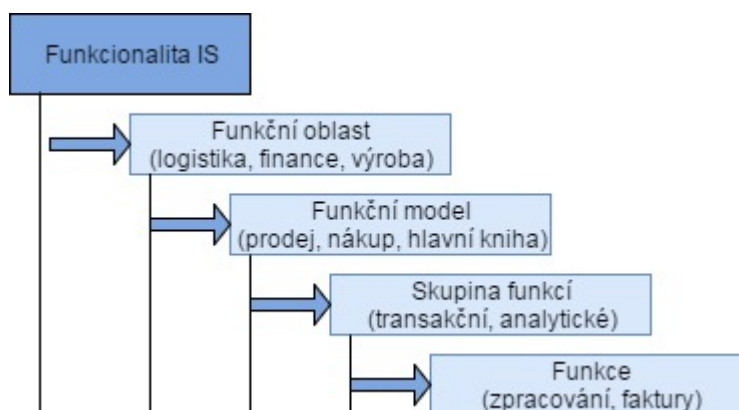 Funkcionalita IS
Funkční oblast
(logistika, finance, výroba)
Funkční model
(prodej, nákup, hlavní kniha)
Skupina funkcí
(transakční, analytické)
Funkce
(zpracování, faktury)